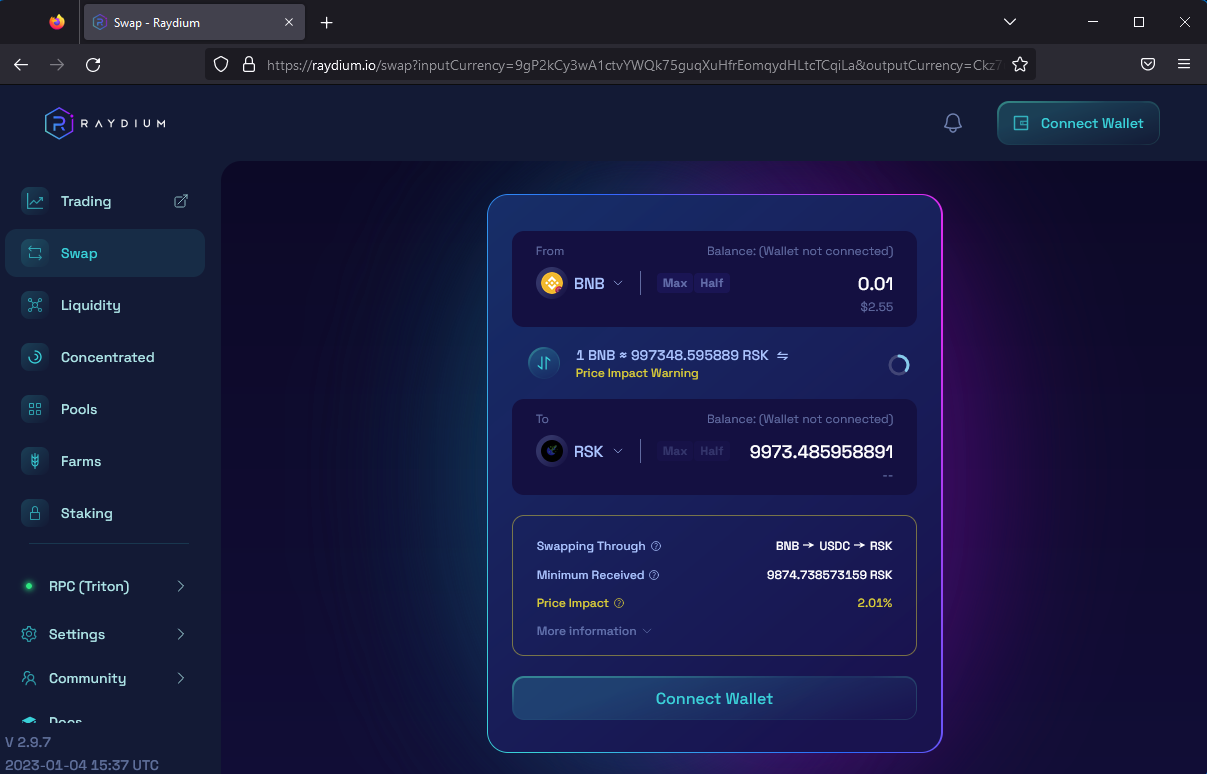 Swap - Raydium
https://raydium.io/swap?inputCurrency=9gP2kCy3wA1ctvYWQk75guqXuHfrEomqydHLtcTCqiLa&outputCurrency=Ckz7
RAYDIUM
Connect Wallet
Trading
Swap
Liquidity
Concentrated
Pools
Farms
Staking
RPC (Triton)
Settings
Community
Docs
V 2.9.7
2023-01-04 15:37 UTC
From Balance: (Wallet not connected)
BNB Max Half 0.01
$2.55
1 BNB ≈ 997348.595889 RSK
Price Impact Warning
To Balance: (Wallet not connected)
RSK Max Half 9973.485958891
--
Swapping Through BNB → USDC → RSK
Minimum Received 9874.738573159 RSK
Price Impact 2.01%
More information
Connect Wallet